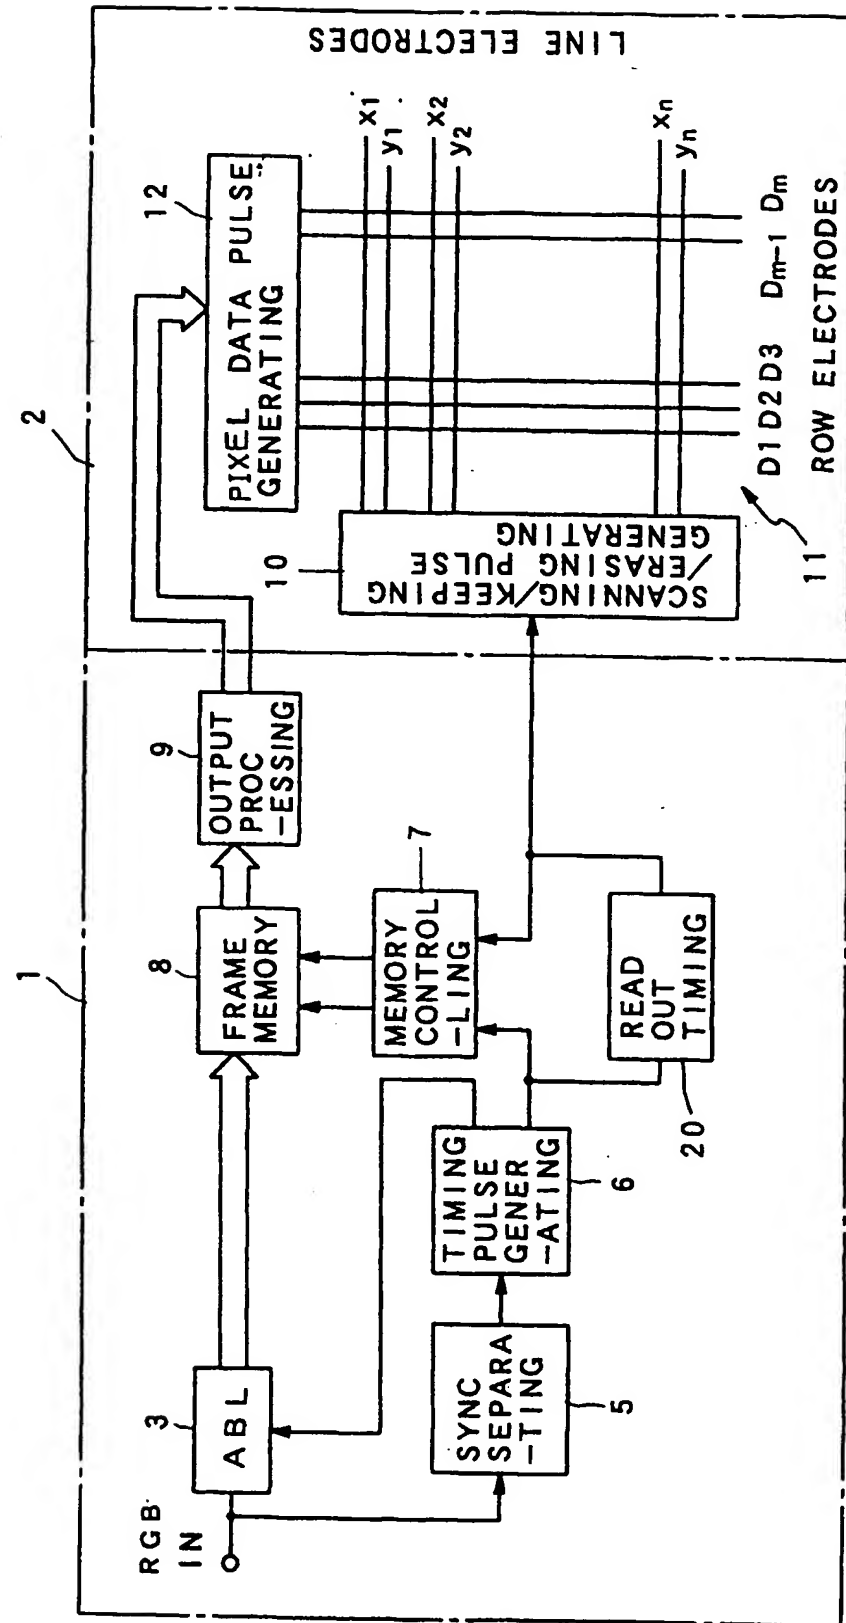 1
2
RGB
IN
3
ABL
8
FRAME
MEMORY
9
OUTPUT
PROC
-ESSING
12
PIXEL DATA PULSE
GENERATING
5
SYNC
SEPARA
-TING
6
TIMING
PULSE
GENER
-ATING
7
MEMORY
CONTROL
-LING
20
READ
OUT
TIMING
10
SCANNING/KEEPING
/ERASING PULSE
GENERATING
LINE ELECTRODES
x1
y1
x2
y2
xn
yn
D1 D2 D3 Dm-1 Dm
ROW ELECTRODES
11